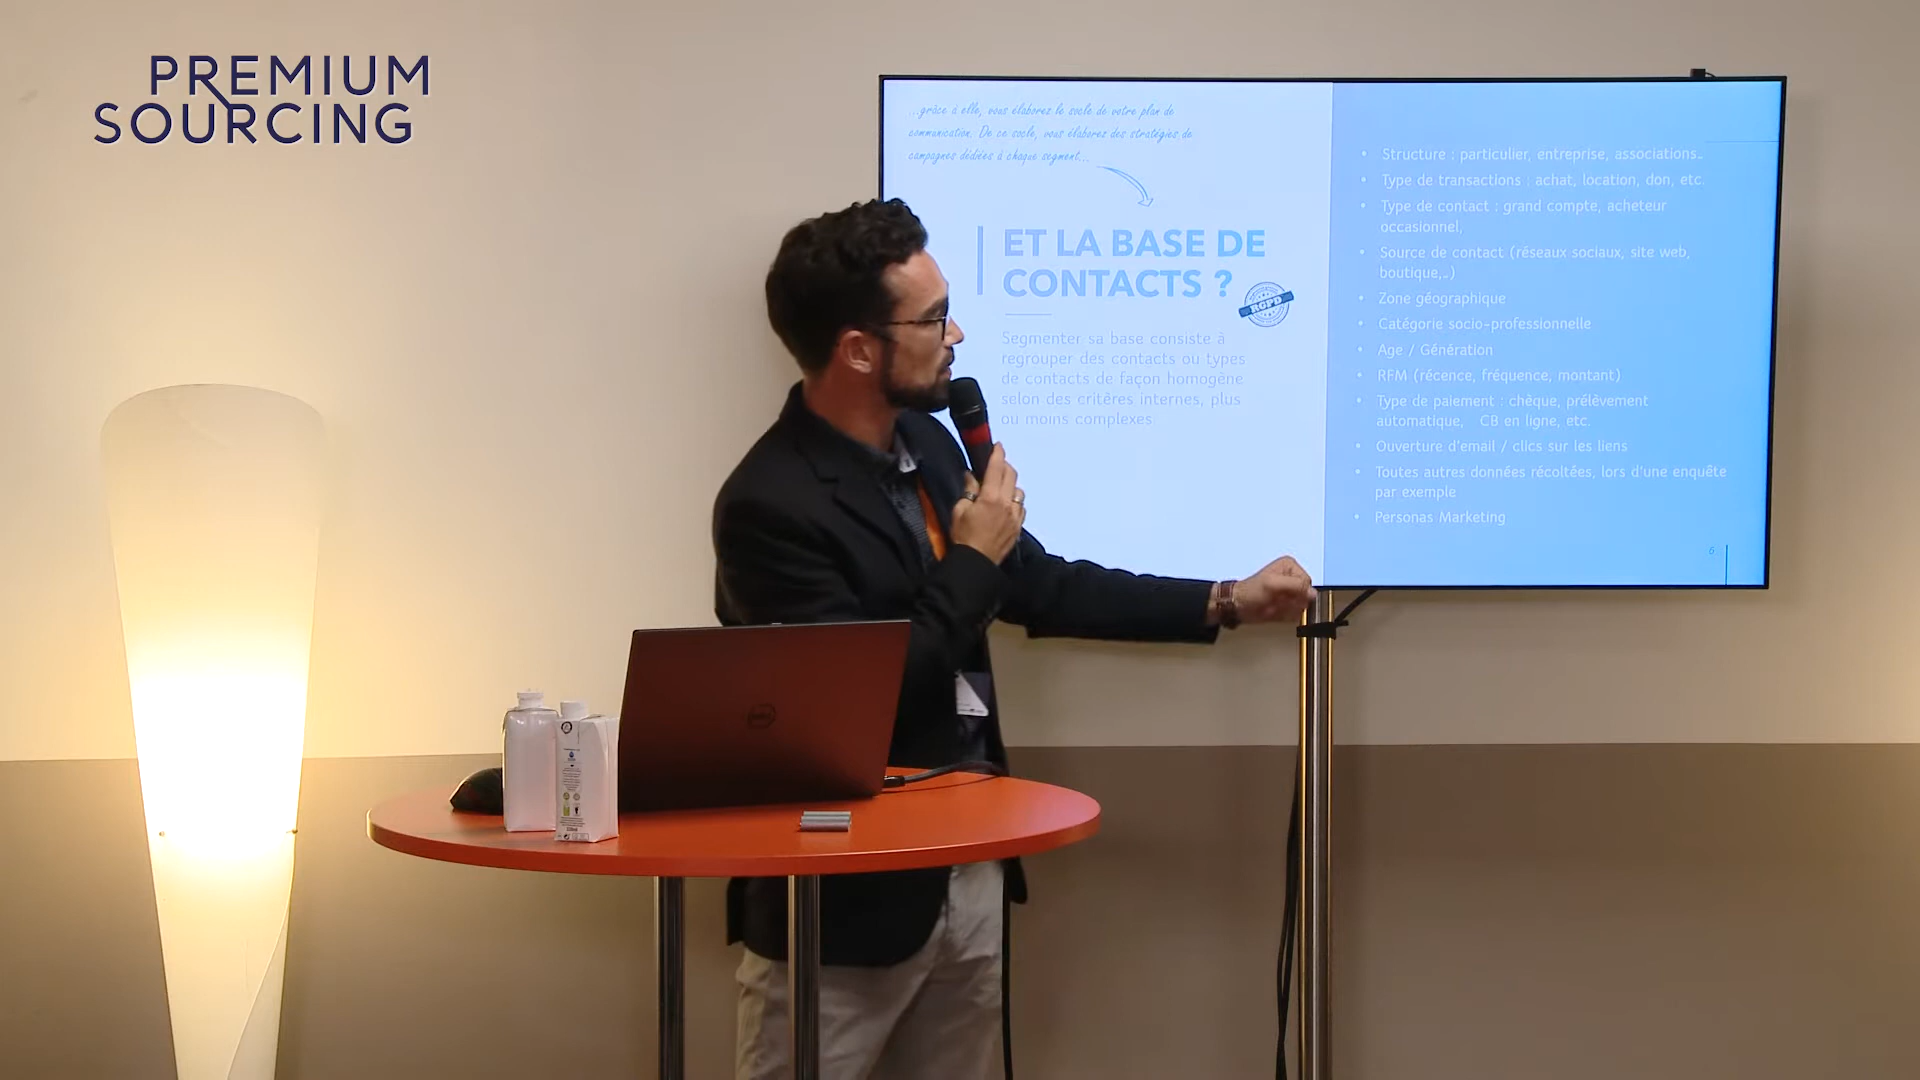 PREMIUM
SOURCING
...grâce à elle, vous élaborez le socle de votre plan de
communication. De ce socle, vous élaborez des stratégies de
campagnes dédiées à chaque segment...
ET LA BASE DE
CONTACTS ?
RGPD
Segmenter sa base consiste à
regrouper des contacts ou types
de contacts de façon homogène
selon des critères internes, plus
ou moins complexes.
• Structure : particulier, entreprise, associations...
• Type de transactions : achat, location, don, etc.
• Type de contact : grand compte, acheteur
occasionnel,
• Source de contact (réseaux sociaux, site web,
boutique,...)
• Zone géographique
• Catégorie socio-professionnelle
• Age / Génération
• RFM (récence, fréquence, montant)
• Type de paiement : chèque, prélèvement
automatique, CB en ligne, etc.
• Ouverture d'email / clics sur les liens
• Toutes autres données récoltées, lors d'une enquête
par exemple
• Personas Marketing
6
DELL